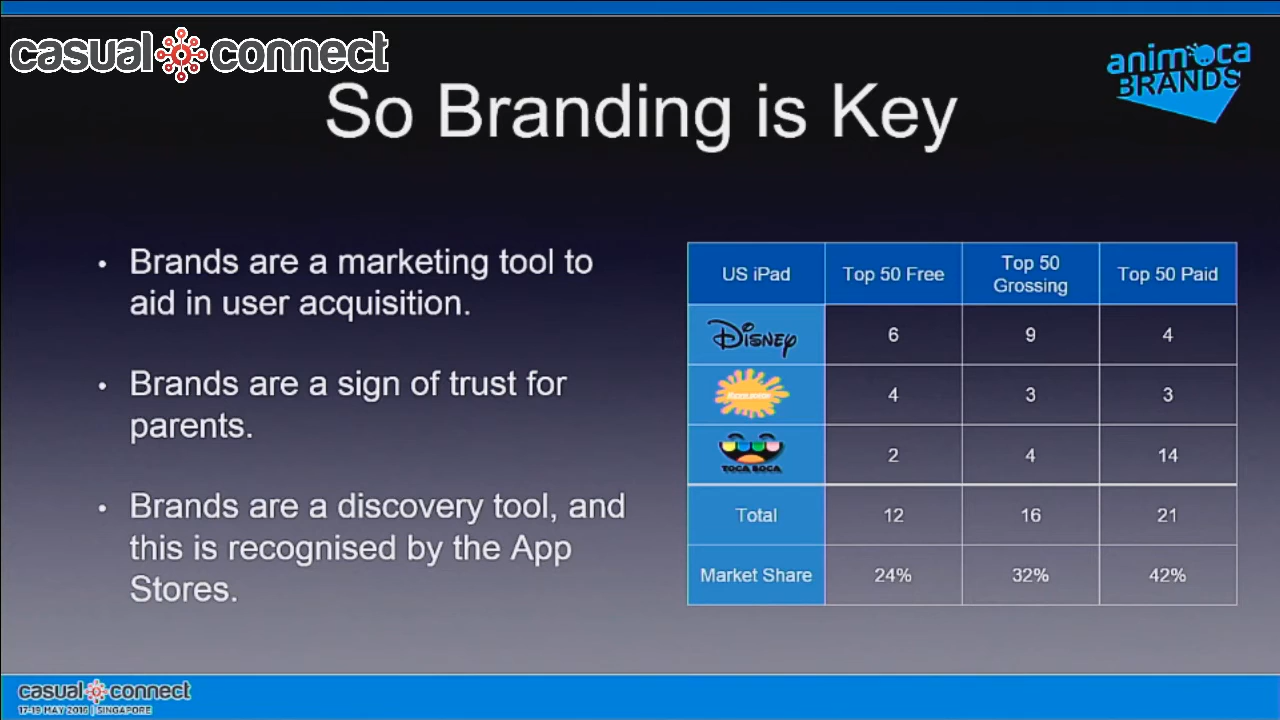 casual connect
animoca
BRANDS
So Branding is Key
Brands are a marketing tool to
aid in user acquisition.
Brands are a sign of trust for
parents.
Brands are a discovery tool, and
this is recognised by the App
Stores.
US iPad Top 50 Free Top 50 Grossing Top 50 Paid
Disney 6 9 4
NICKELODEON 4 3 3
TOCA BOCA 2 4 14
Total 12 16 21
Market Share 24% 32% 42%
casual connect
17-19 MAY 2016 | SINGAPORE